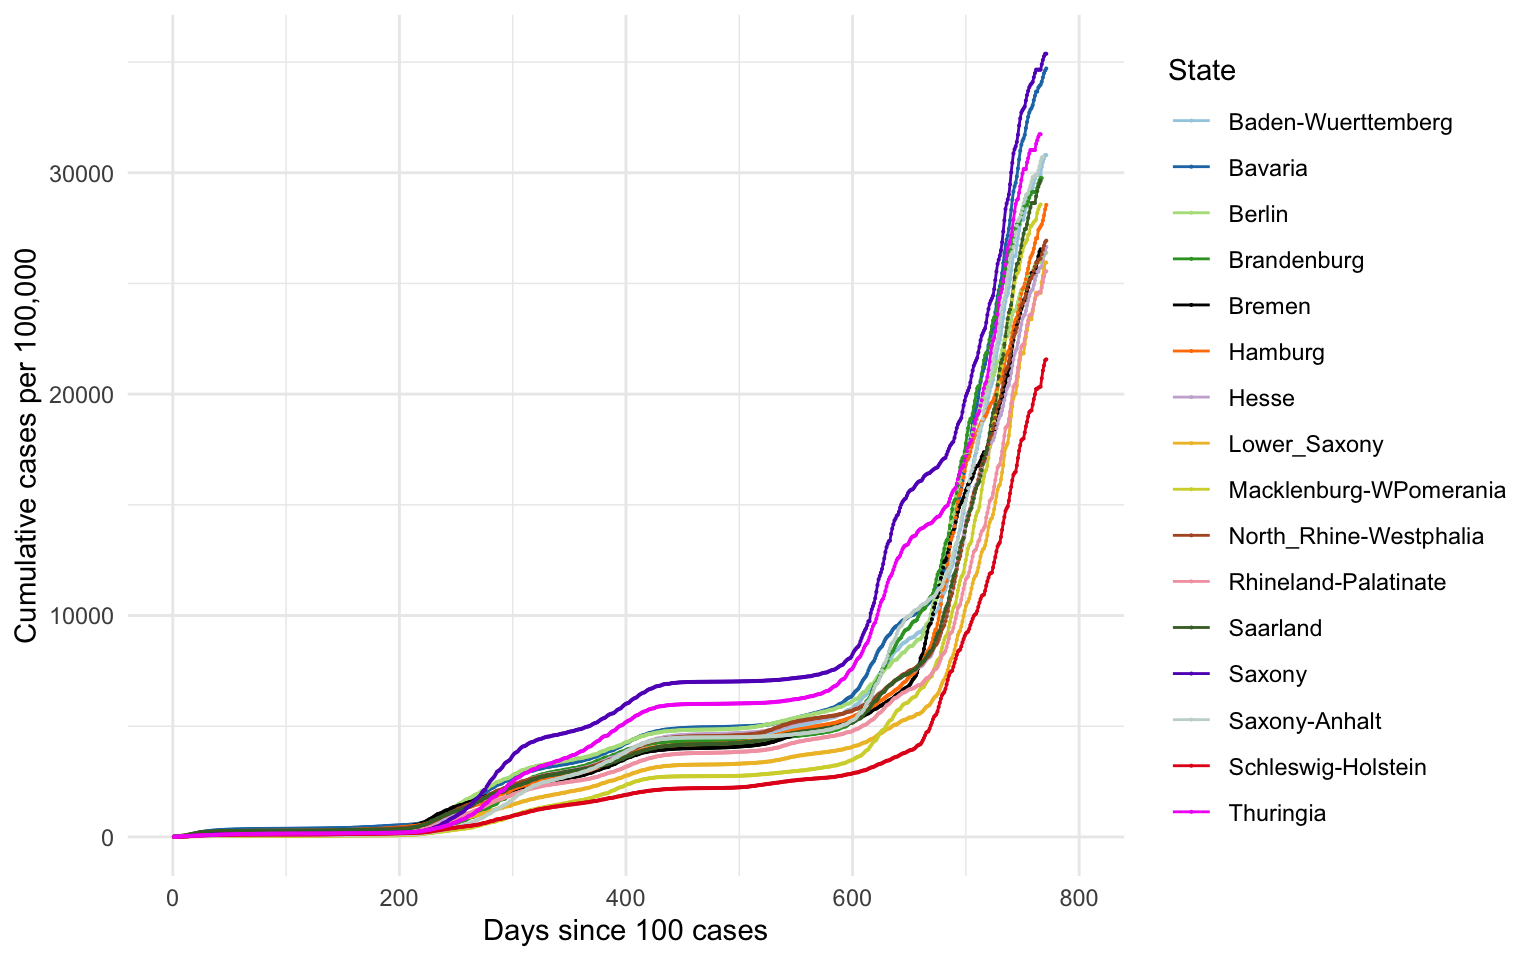 State
Baden-Wuerttemberg
Bavaria
Berlin
Brandenburg
Bremen
Hamburg
Hesse
Lower_Saxony
Macklenburg-WPomerania
North_Rhine-Westphalia
Rhineland-Palatinate
Saarland
Saxony
Saxony-Anhalt
Schleswig-Holstein
Thuringia
Cumulative cases per 100,000
30000
20000
10000
0
0 200 400 600 800
Days since 100 cases